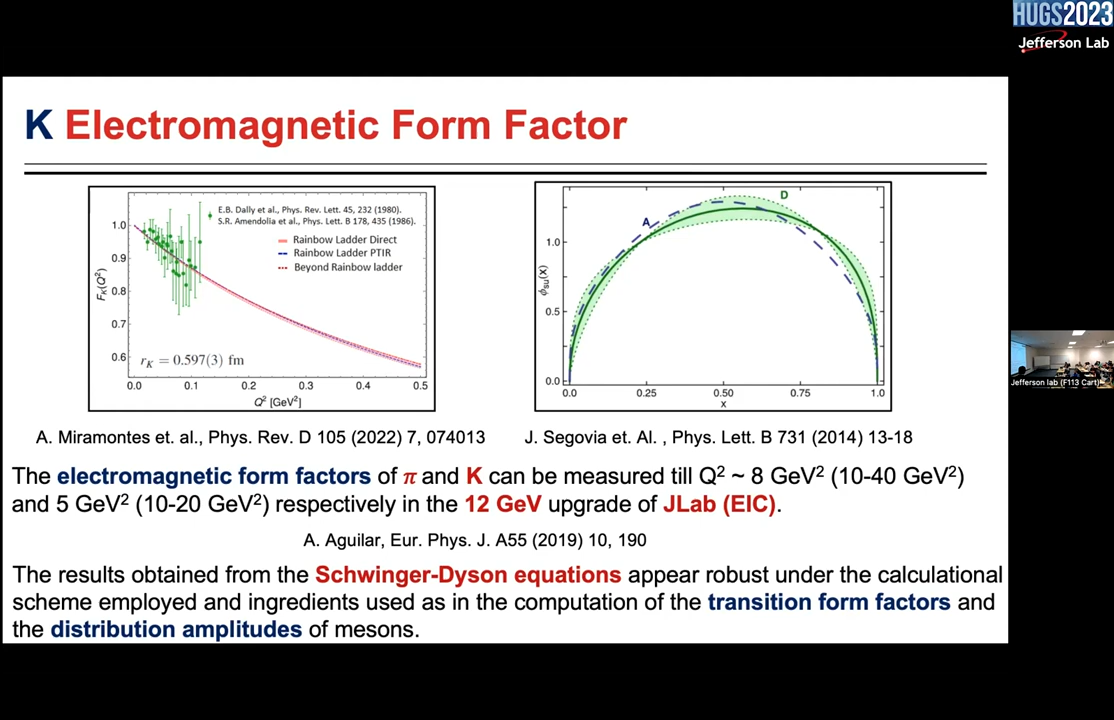 HUGS2023
Jefferson Lab
K Electromagnetic Form Factor
E.B. Dally et al., Phys. Rev. Lett. 45, 232 (1980).
S.R. Amendolia et al., Phys. Lett. B 178, 435 (1986).
Rainbow Ladder Direct
Rainbow Ladder PTIR
Beyond Rainbow ladder
F_K(Q²)
1.0
0.9
0.8
0.7
0.6
r_K = 0.597(3) fm
0.0 0.1 0.2 0.3 0.4 0.5
Q² [GeV²]
A
D
ϕ_su(x)
1.0
0.5
0.0
0.0 0.25 0.50 0.75 1.0
x
Jefferson lab (F113 Cart)
A. Miramontes et. al., Phys. Rev. D 105 (2022) 7, 074013
J. Segovia et. Al. , Phys. Lett. B 731 (2014) 13-18
The electromagnetic form factors of π and K can be measured till Q² ~ 8 GeV² (10-40 GeV²)
and 5 GeV² (10-20 GeV²) respectively in the 12 GeV upgrade of JLab (EIC).
A. Aguilar, Eur. Phys. J. A55 (2019) 10, 190
The results obtained from the Schwinger-Dyson equations appear robust under the calculational
scheme employed and ingredients used as in the computation of the transition form factors and
the distribution amplitudes of mesons.